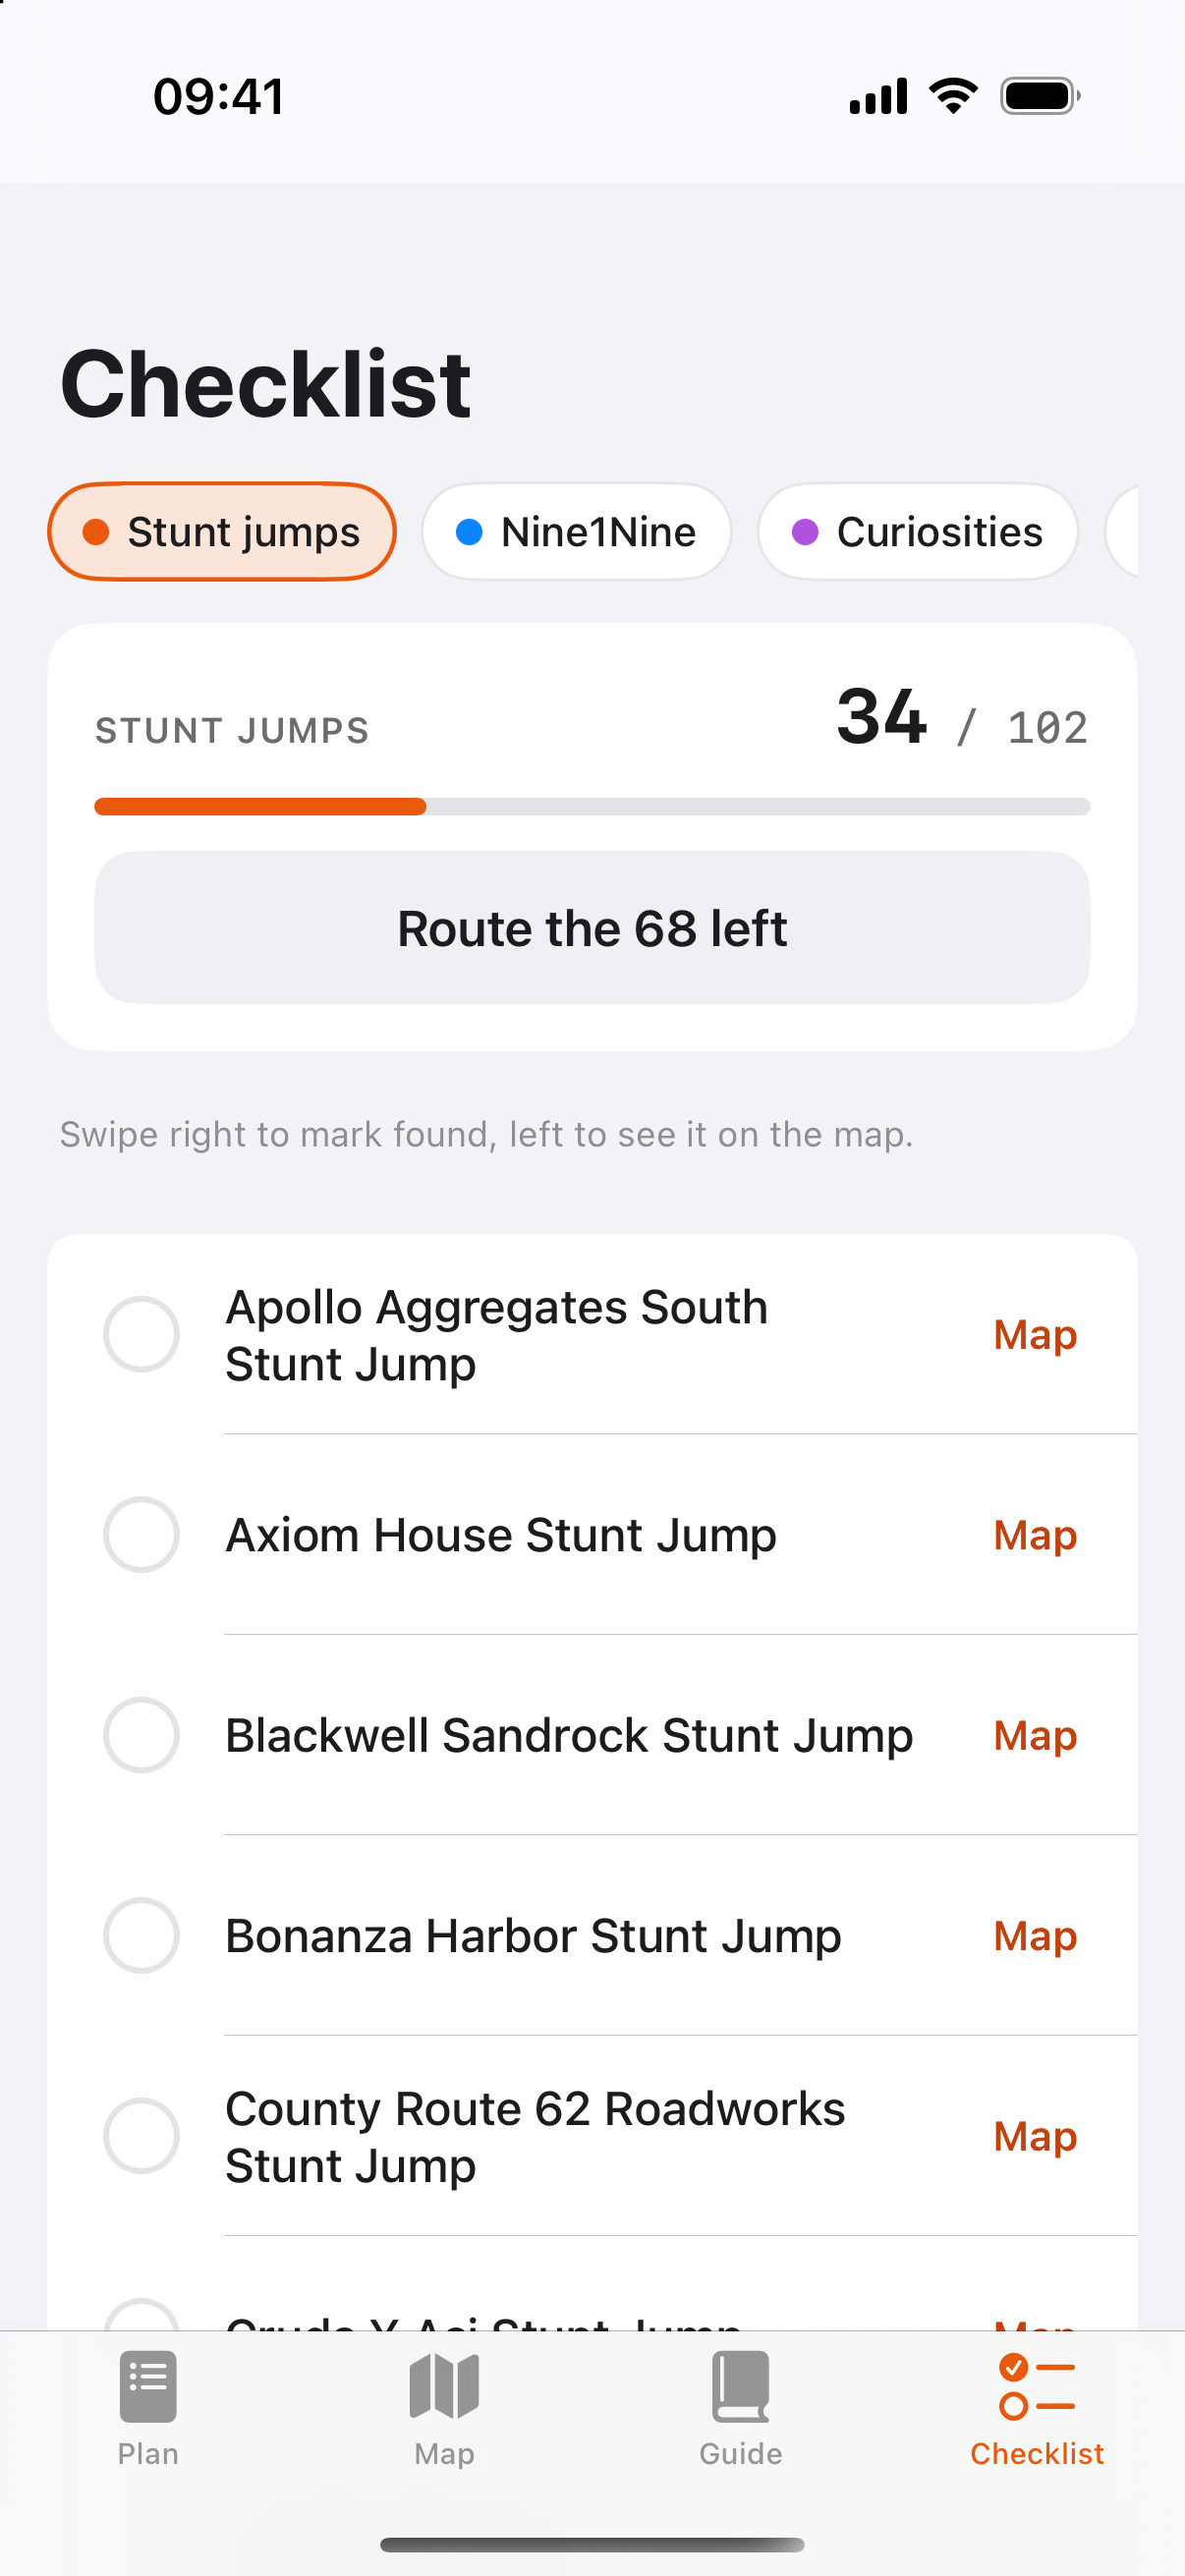 09:41
Checklist
Stunt jumps
Nine1Nine
Curiosities
STUNT JUMPS
34 / 102
Route the 68 left
Swipe right to mark found, left to see it on the map.
Apollo Aggregates South
Stunt Jump
Map
Axiom House Stunt Jump
Map
Blackwell Sandrock Stunt Jump
Map
Bonanza Harbor Stunt Jump
Map
County Route 62 Roadworks
Stunt Jump
Map
Stunt Jump
Map
Plan
Map
Guide
Checklist